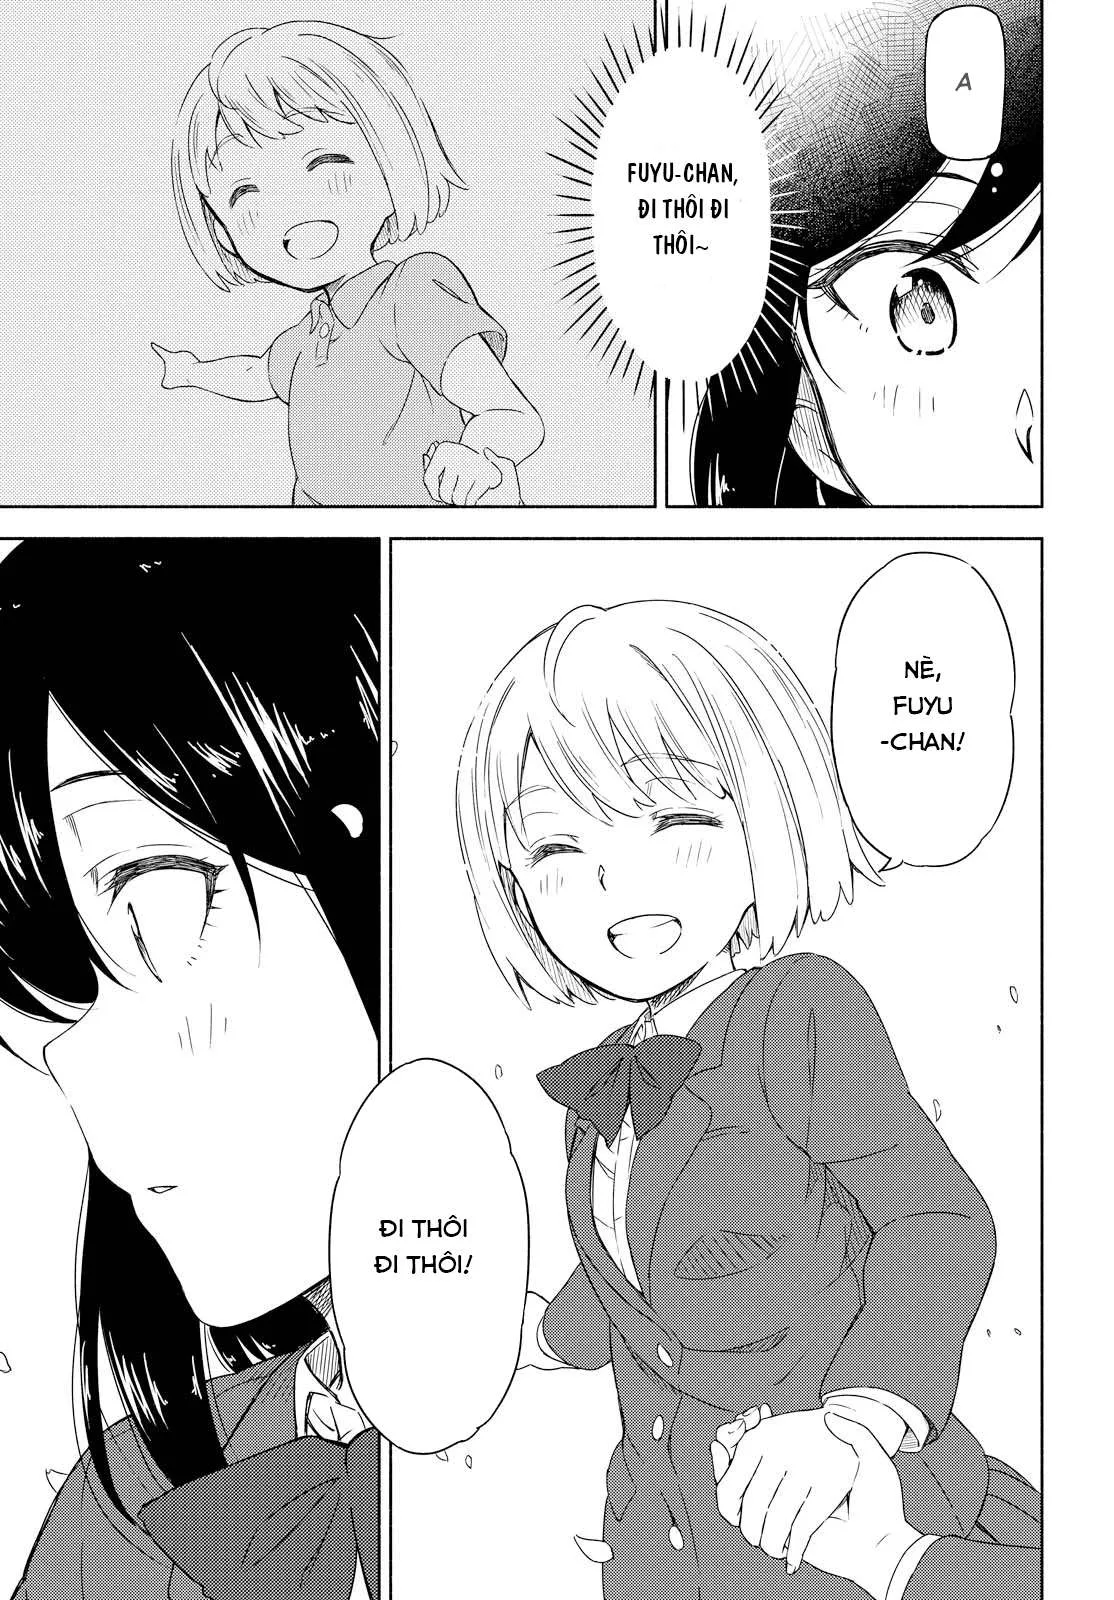 A
FUYU-CHAN,
ĐI THÔI ĐI
THÔI~
NÈ,
FUYU
-CHAN!
ĐI THÔI
ĐI THÔI!